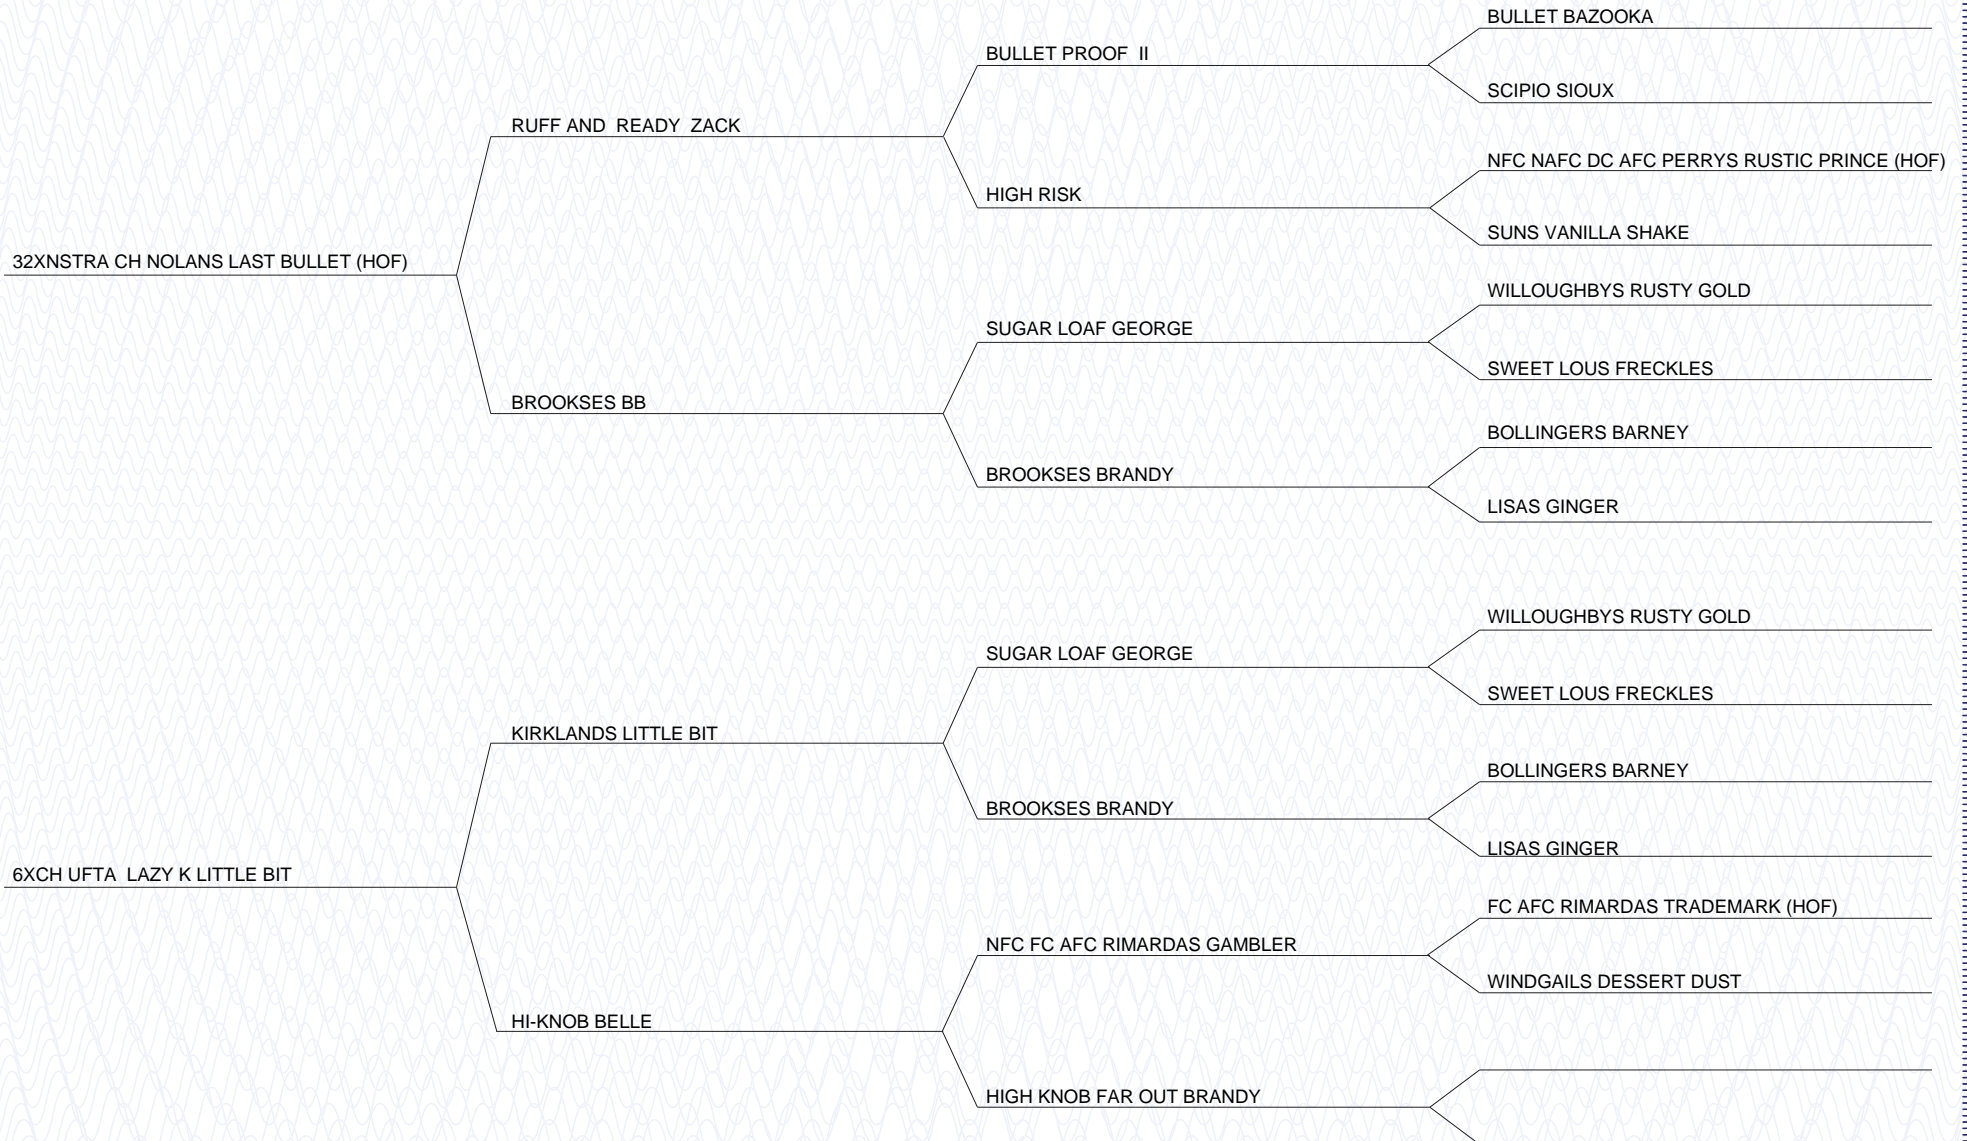 BULLET BAZOOKA
BULLET PROOF  II
SCIPIO SIOUX
RUFF AND  READY  ZACK
NFC NAFC DC AFC PERRYS RUSTIC PRINCE (HOF)
HIGH RISK
SUNS VANILLA SHAKE
32XNSTRA CH NOLANS LAST BULLET (HOF)
WILLOUGHBYS RUSTY GOLD
SUGAR LOAF GEORGE
SWEET LOUS FRECKLES
BROOKSES BB
BOLLINGERS BARNEY
BROOKSES BRANDY
LISAS GINGER
WILLOUGHBYS RUSTY GOLD
SUGAR LOAF GEORGE
SWEET LOUS FRECKLES
KIRKLANDS LITTLE BIT
BOLLINGERS BARNEY
BROOKSES BRANDY
LISAS GINGER
6XCH UFTA  LAZY K LITTLE BIT
FC AFC RIMARDAS TRADEMARK (HOF)
NFC FC AFC RIMARDAS GAMBLER
WINDGAILS DESSERT DUST
HI-KNOB BELLE
HIGH KNOB FAR OUT BRANDY